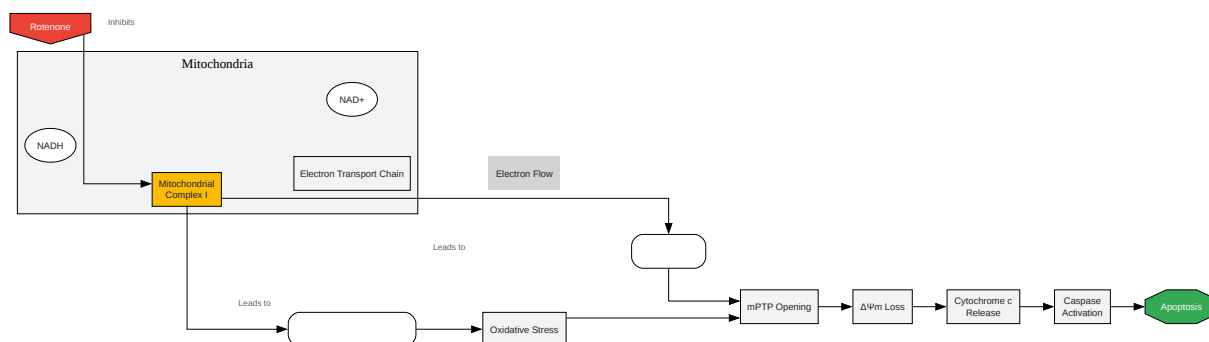 Rotenone
Inhibits
Mitochondria
NAD+
NADH
Electron Transport Chain
Electron Flow
Mitochondrial
Complex I
Leads to
Leads to
mPTP Opening
ΔΨm Loss
Cytochrome c
Release
Caspase
Activation
Apoptosis
Oxidative Stress